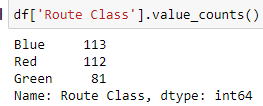 df['Route Class'].value_counts()
Blue     113
Red      112
Green     81
Name: Route Class, dtype: int64